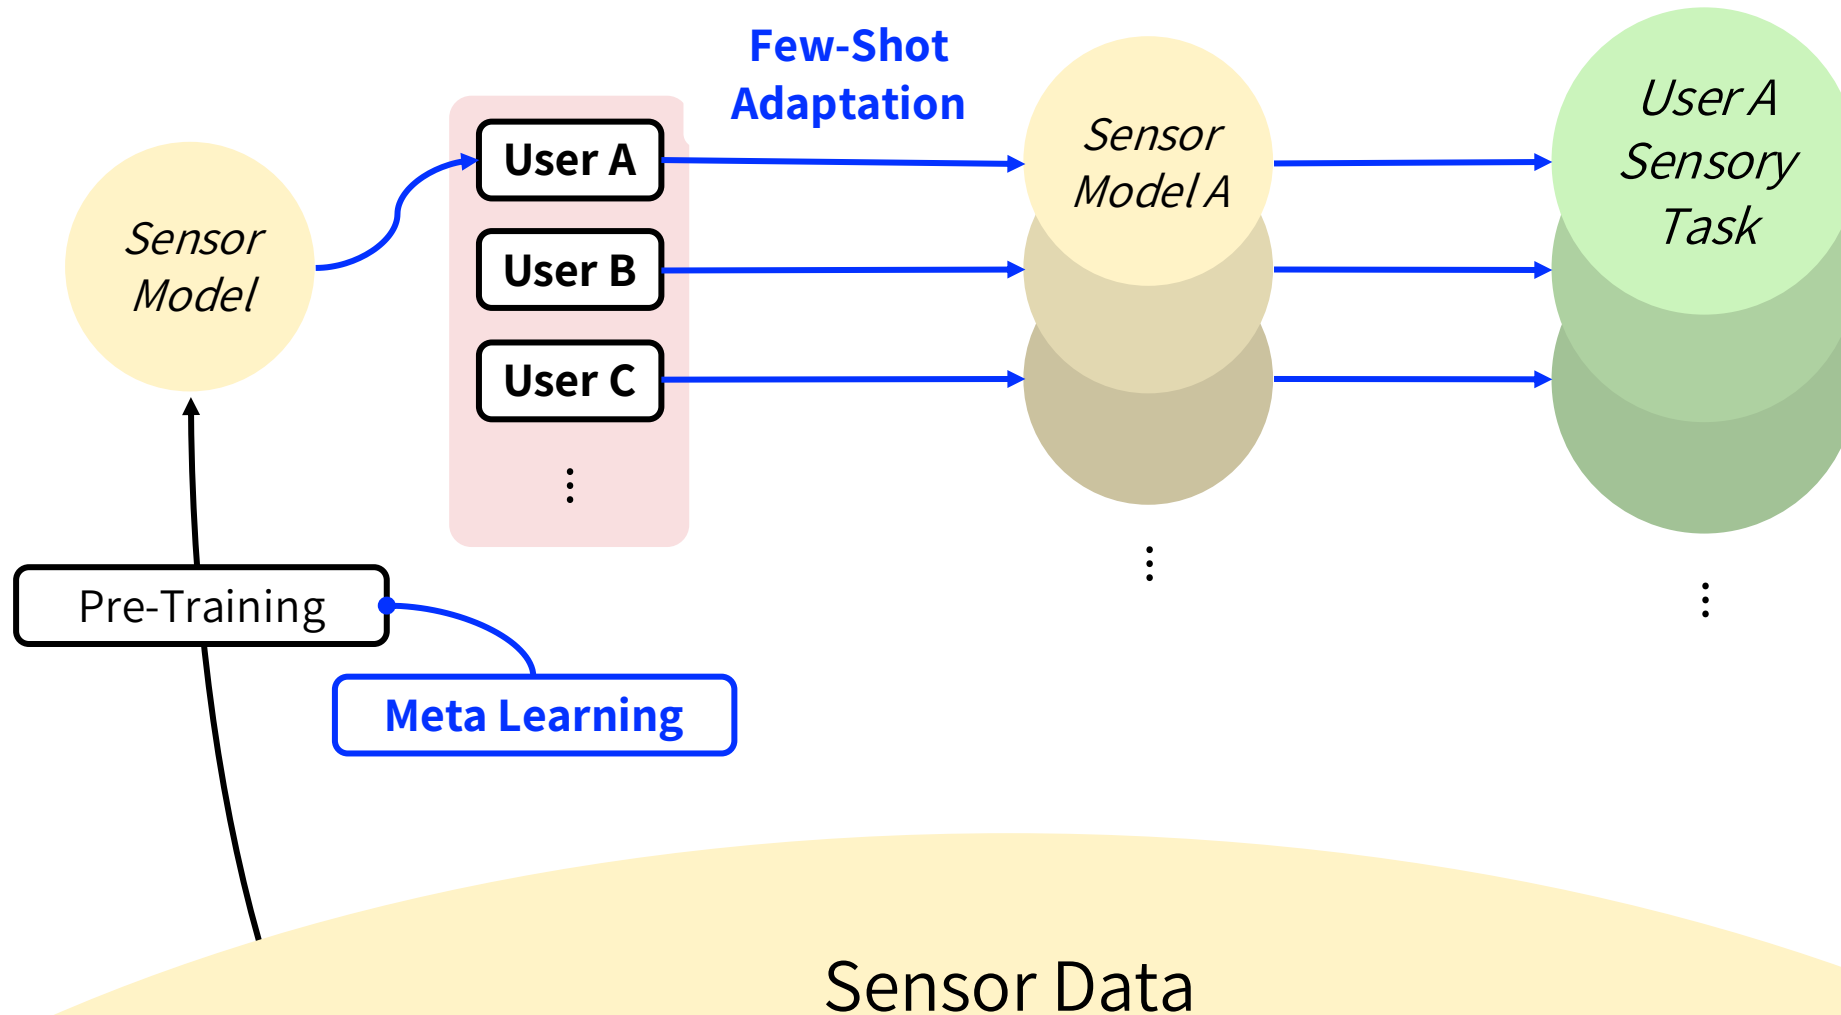 Few-Shot
Adaptation
User A
Sensory
Task
Sensor
Model A
User A
Sensor
Model
User B
User C
Pre-Training
Meta Learning
Sensor Data